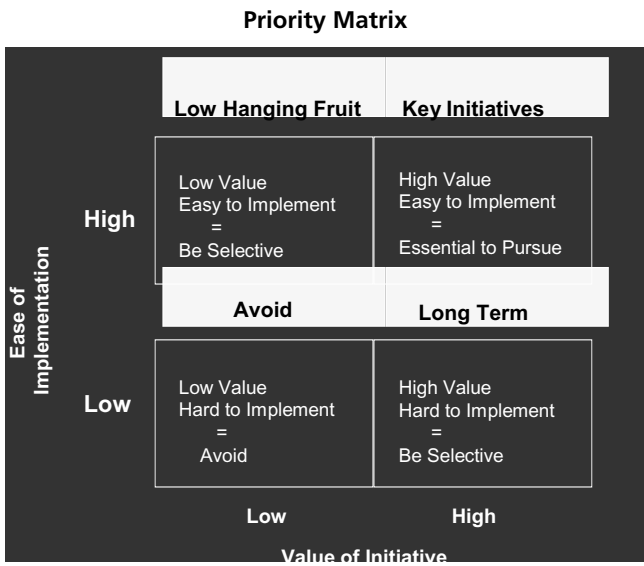 Priority Matrix
Low Hanging Fruit
Key Initiatives
Ease of
Implementation
High
Low Value
Easy to Implement
=
Be Selective
High Value
Easy to Implement
=
Essential to Pursue
Avoid
Long Term
Low
Low Value
Hard to Implement
=
Avoid
High Value
Hard to Implement
=
Be Selective
Low
High
Value of Initiative